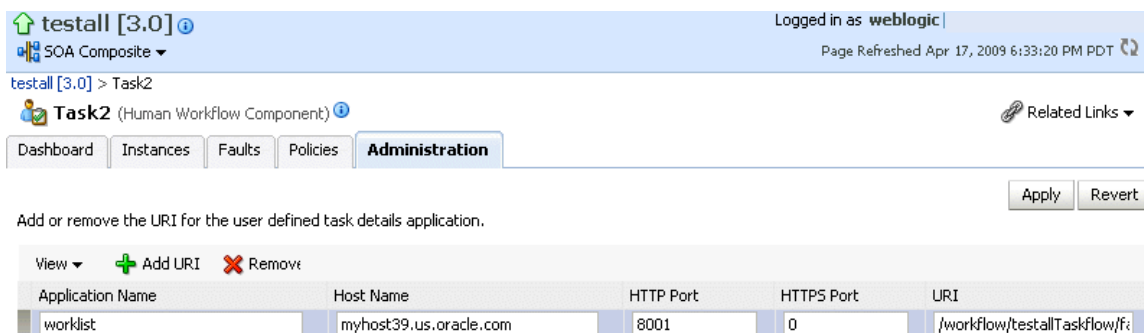 testall [3.0]
Logged in as weblogic
SOA Composite
Page Refreshed Apr 17, 2009 6:33:20 PM PDT
testall [3.0] > Task2
Task2 (Human Workflow Component)
Related Links
Dashboard Instances Faults Policies Administration
Apply Revert
Add or remove the URI for the user defined task details application.
View Add URI Remove
Application Name Host Name HTTP Port HTTPS Port URI
worklist myhost39.us.oracle.com 8001 0 /workflow/testallTaskflow/f